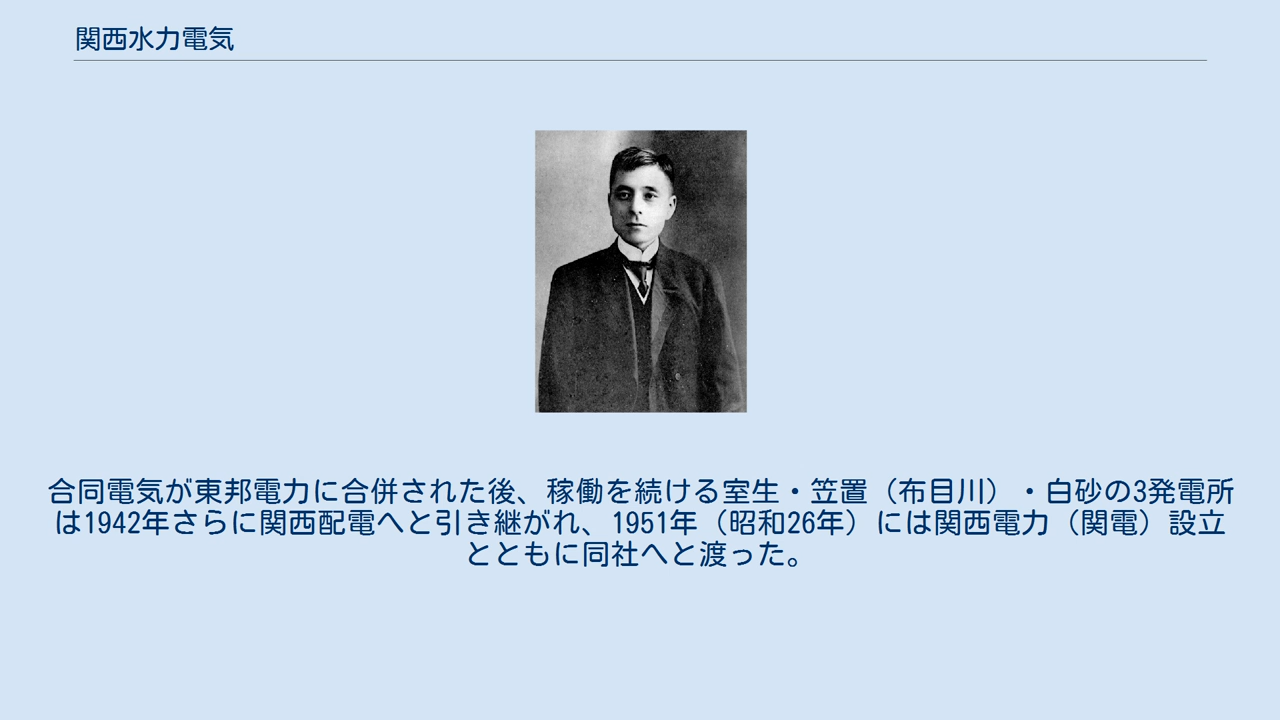 関西水力電気
合同電気が東邦電力に合併された後、稼働を続ける室生・笠置（布目川）・白砂の3発電所
は1942年さらに関西配電へと引き継がれ、1951年（昭和26年）には関西電力（関電）設立
とともに同社へと渡った。